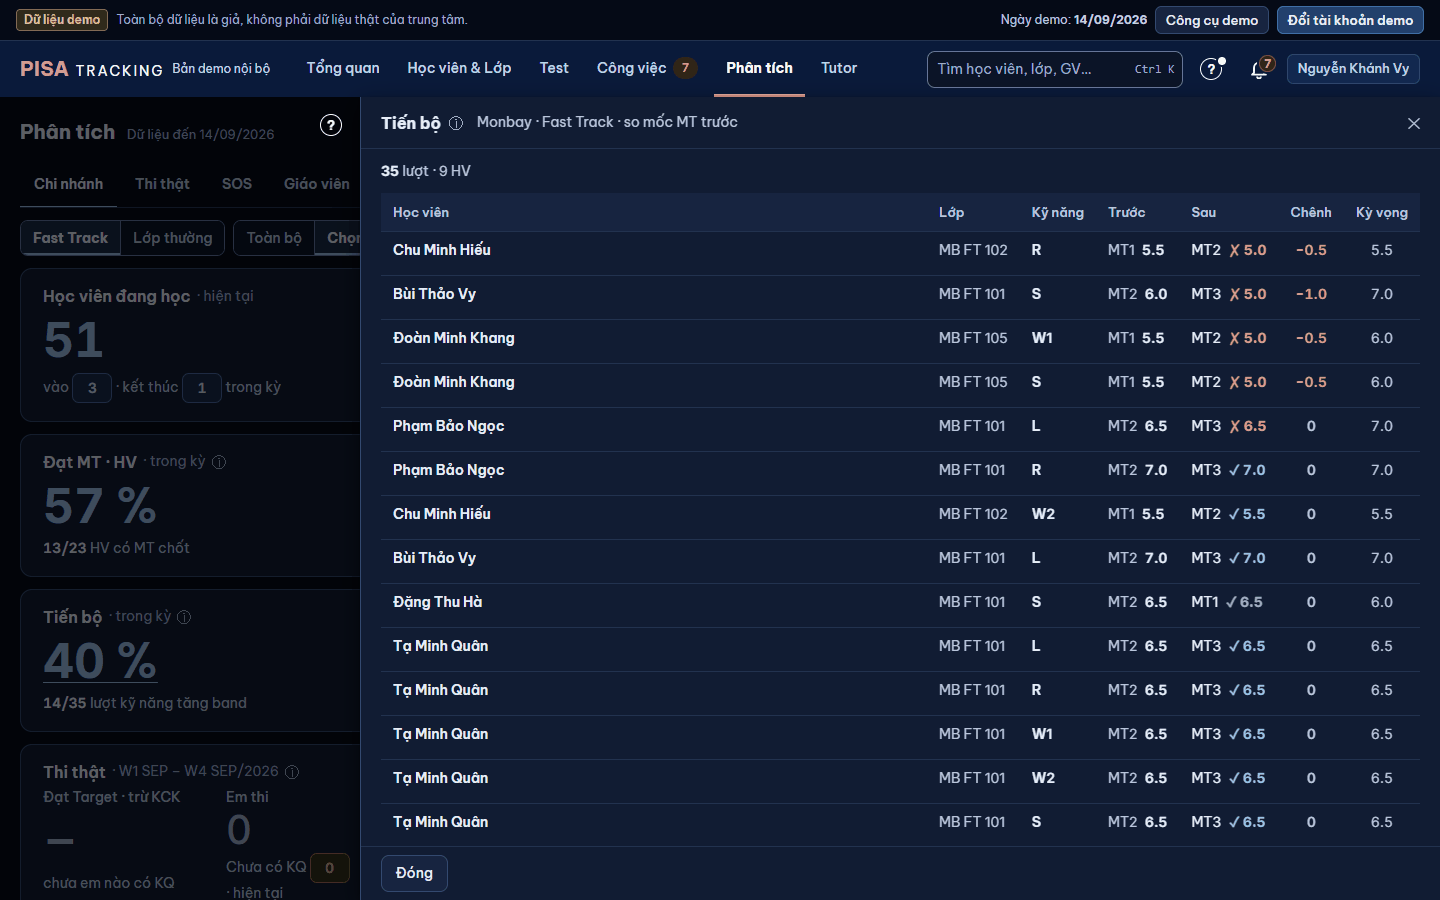 Dữ liệu demo Toàn bộ dữ liệu là giả, không phải dữ liệu thật của trung tâm. Ngày demo: 14/09/2026 Công cụ demo Đổi tài khoản demo
PISA TRACKING Bản demo nội bộ Tổng quan Học viên & Lớp Test Công việc 7 Phân tích Tutor Tìm học viên, lớp, GV... Ctrl K ? 7 Nguyễn Khánh Vy
Phân tích Dữ liệu đến 14/09/2026 ?
Chi nhánh Thi thật SOS Giáo viên
Fast Track Lớp thường Toàn bộ Chọn
Học viên đang học · hiện tại
51
vào 3 · kết thúc 1 trong kỳ
Đạt MT · HV · trong kỳ ⓘ
57 %
13/23 HV có MT chốt
Tiến bộ · trong kỳ ⓘ
40 %
14/35 lượt kỹ năng tăng band
Thi thật · W1 SEP – W4 SEP/2026 ⓘ
Đạt Target · trừ KCK Em thi
– 0
Chưa có KQ 0
chưa em nào có KQ · hiện tại
Tiến bộ ⓘ Monbay · Fast Track · so mốc MT trước ×
35 lượt · 9 HV
Học viên Lớp Kỹ năng Trước Sau Chênh Kỳ vọng
Chu Minh Hiếu MB FT 102 R MT1 5.5 MT2 ✗ 5.0 −0.5 5.5
Bùi Thảo Vy MB FT 101 S MT2 6.0 MT3 ✗ 5.0 −1.0 7.0
Đoàn Minh Khang MB FT 105 W1 MT1 5.5 MT2 ✗ 5.0 −0.5 6.0
Đoàn Minh Khang MB FT 105 S MT1 5.5 MT2 ✗ 5.0 −0.5 6.0
Phạm Bảo Ngọc MB FT 101 L MT2 6.5 MT3 ✗ 6.5 0 7.0
Phạm Bảo Ngọc MB FT 101 R MT2 7.0 MT3 ✓ 7.0 0 7.0
Chu Minh Hiếu MB FT 102 W2 MT1 5.5 MT2 ✓ 5.5 0 5.5
Bùi Thảo Vy MB FT 101 L MT2 7.0 MT3 ✓ 7.0 0 7.0
Đặng Thu Hà MB FT 101 S MT2 6.5 MT1 ✓ 6.5 0 6.0
Tạ Minh Quân MB FT 101 L MT2 6.5 MT3 ✓ 6.5 0 6.5
Tạ Minh Quân MB FT 101 R MT2 6.5 MT3 ✓ 6.5 0 6.5
Tạ Minh Quân MB FT 101 W1 MT2 6.5 MT3 ✓ 6.5 0 6.5
Tạ Minh Quân MB FT 101 W2 MT2 6.5 MT3 ✓ 6.5 0 6.5
Tạ Minh Quân MB FT 101 S MT2 6.5 MT3 ✓ 6.5 0 6.5
Đóng